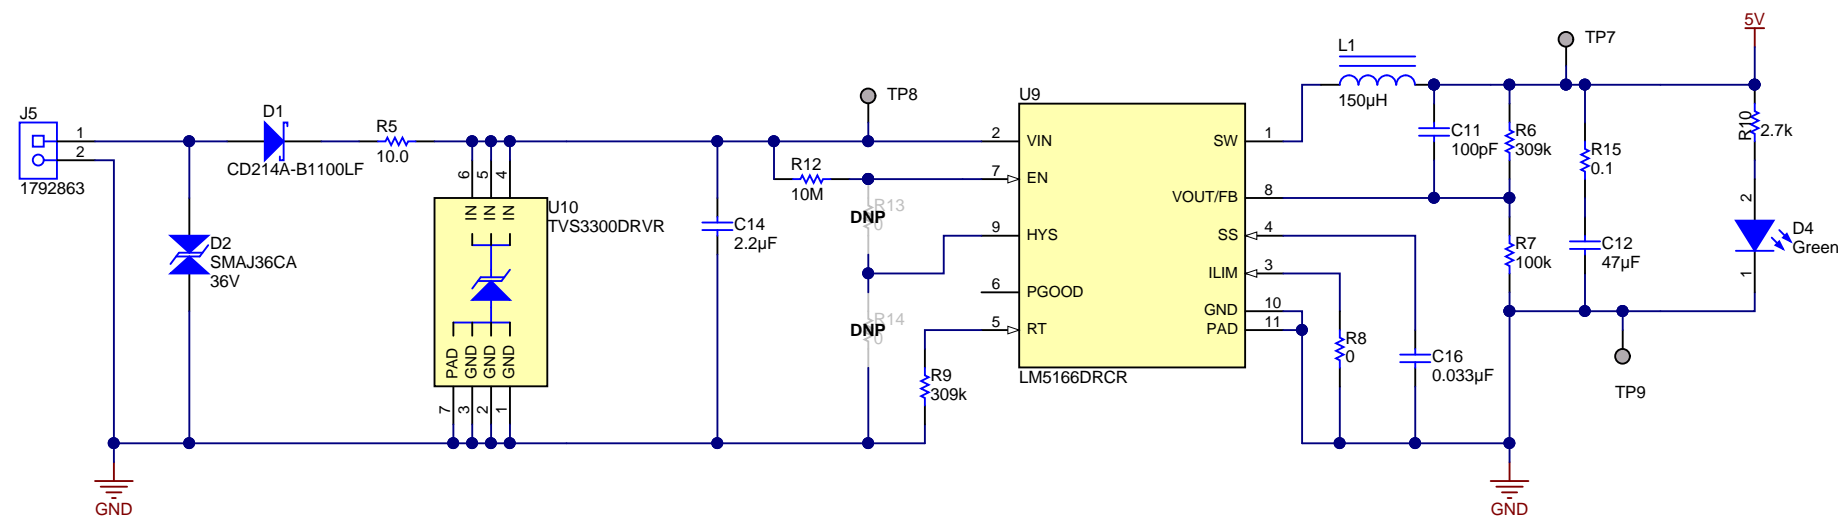 J5
1
2
1792863
D1
CD214A-B1100LF
R5
10.0
D2
SMAJ36CA
36V
6
5
4
IN
IN
IN
U10
TVS3300DRVR
PAD
GND
GND
GND
7
3
2
1
GND
C14
2.2µF
TP8
R12
10M
R13
DNP
0
R14
DNP
0
R9
309k
U9
2
VIN
7
EN
9
HYS
6
PGOOD
5
RT
SW
1
VOUT/FB
8
SS
4
ILIM
3
GND
10
PAD
11
LM5166DRCR
L1
150µH
C11
100pF
R6
309k
R7
100k
R8
0
C16
0.033µF
GND
TP7
R15
0.1
C12
47µF
TP9
5V
R10
2.7k
2
D4
Green
1